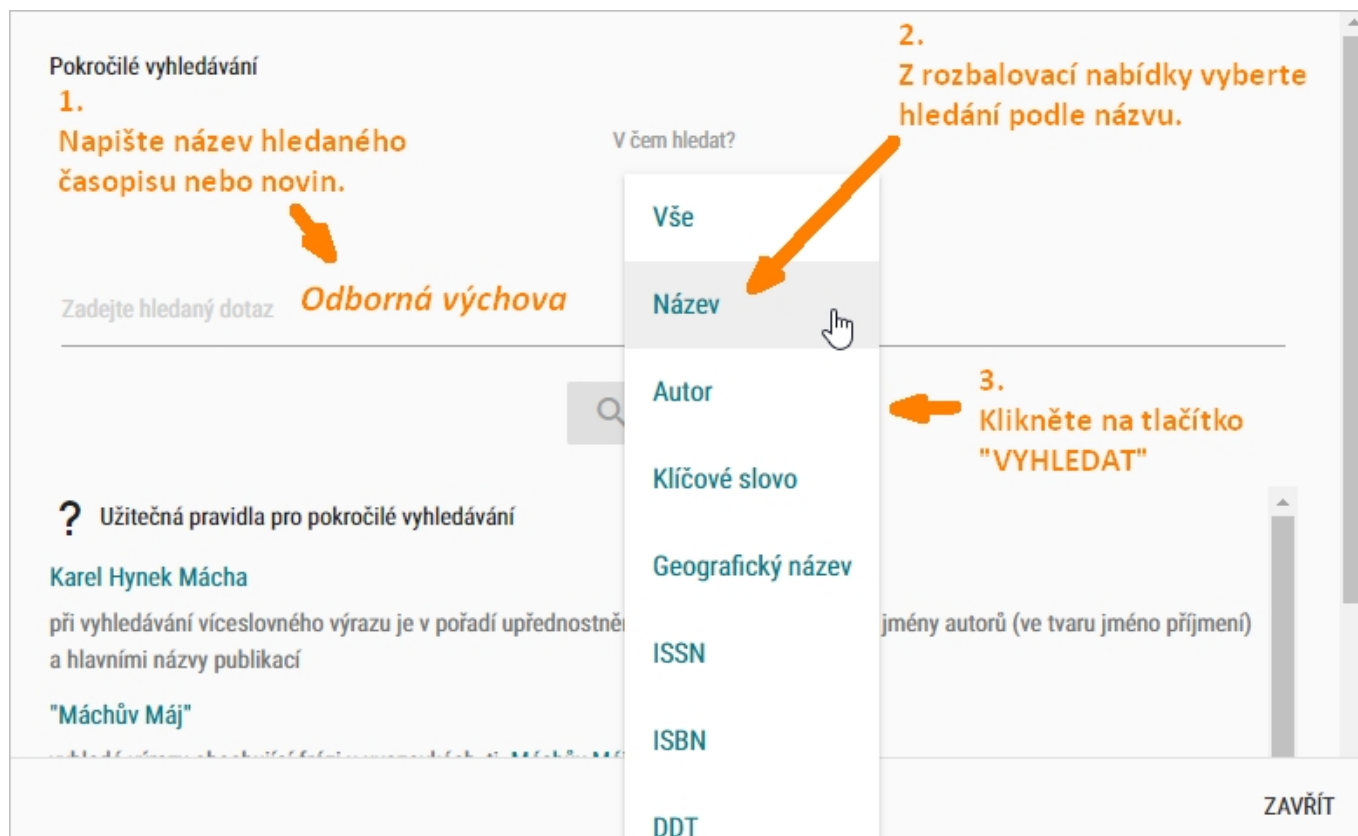 Pokročilé vyhledávání
1.
Napište název hledaného
časopisu nebo novin.
Zadejte hledaný dotaz
Odborná výchova
2.
Z rozbalovací nabídky vyberte
hledání podle názvu.
V čem hledat?
Vše
Název
Autor
Klíčové slovo
Geografický název
ISSN
ISBN
DDT
3.
Klikněte na tlačítko
"VYHLEDAT"
? Užitečná pravidla pro pokročilé vyhledávání
Karel Hynek Mácha
při vyhledávání víceslovného výrazu je v pořadí jmény autorů (ve tvaru jméno příjmení)
a hlavními názvy publikací
"Máchův Máj"
ZAVŘÍT